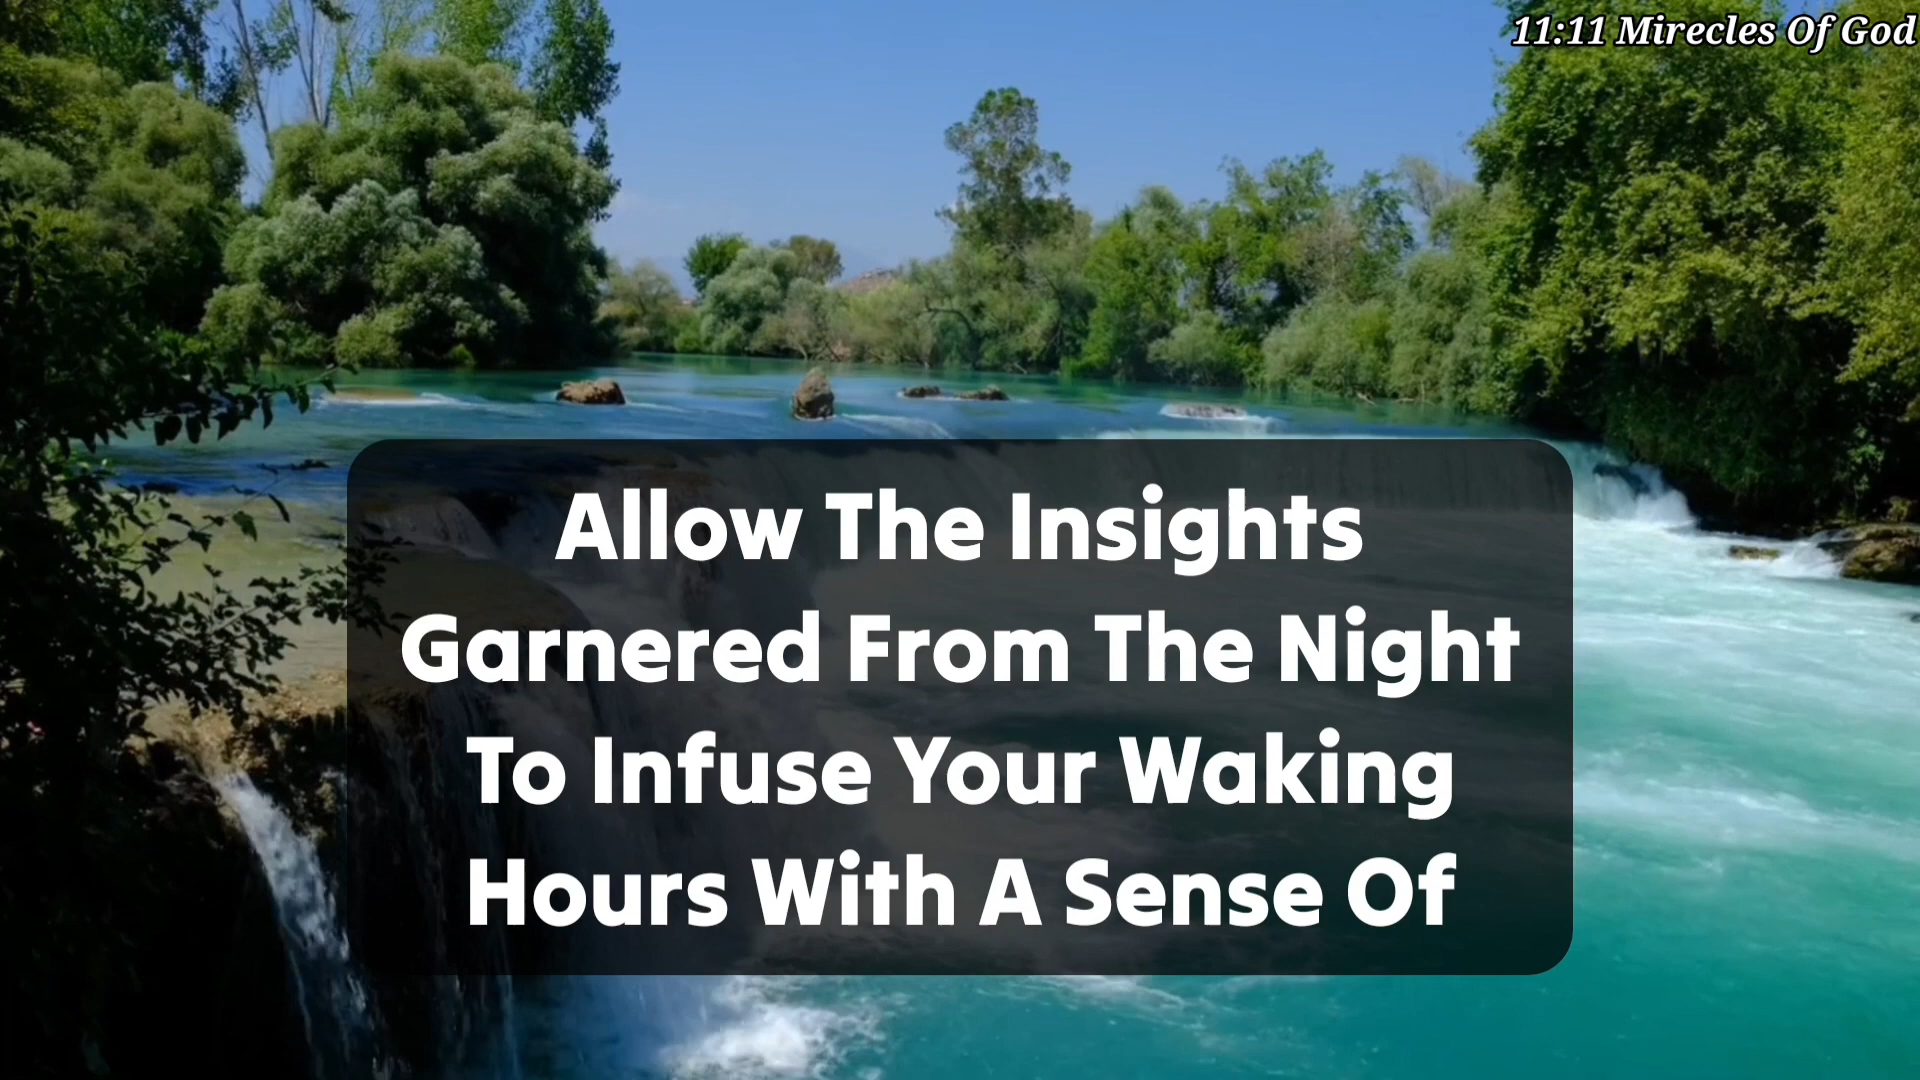 11:11 Mirecles Of God
Allow The Insights
Garnered From The Night
To Infuse Your Waking
Hours With A Sense Of